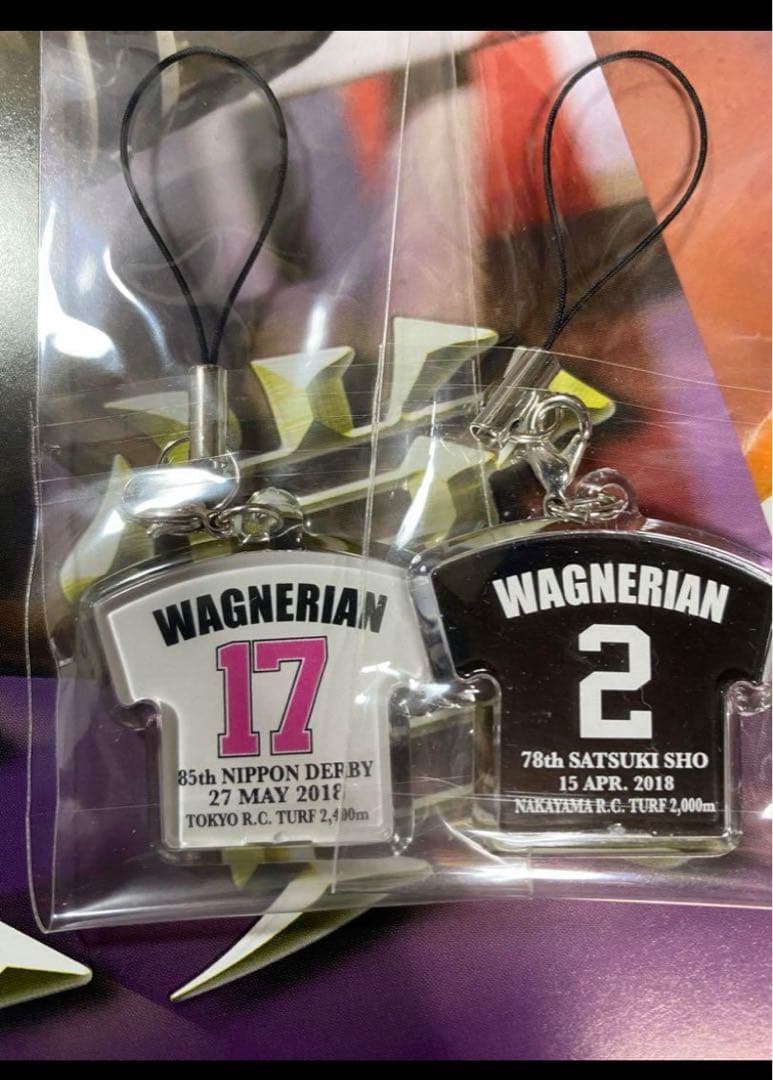 WAGNERIAN
17
85th NIPPON DERBY
27 MAY 2018
TOKYO R.C. TURF 2,400m
WAGNERIAN
2
78th SATSUKI SHO
15 APR. 2018
NAKAYAMA R.C. TURF 2,000m